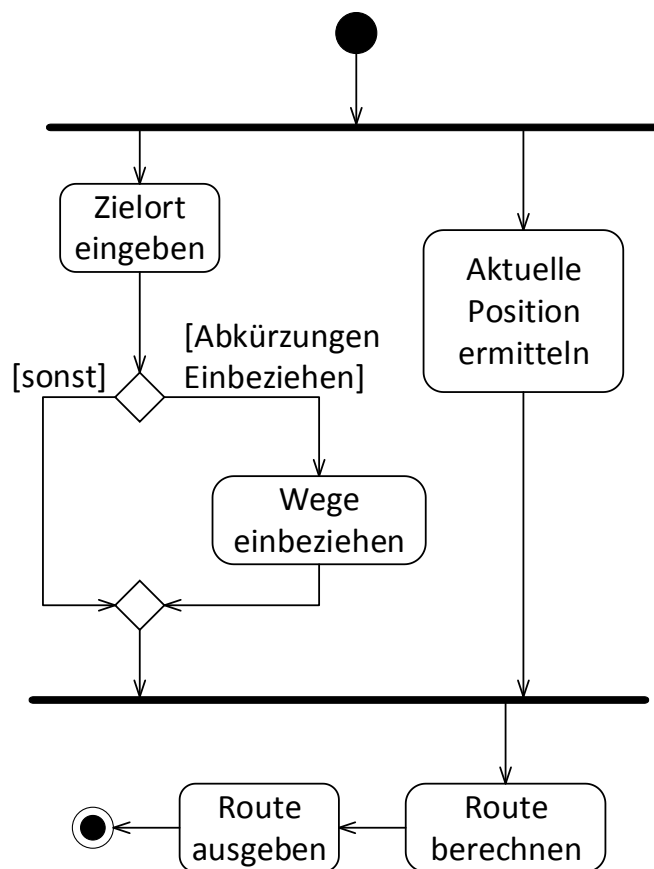 Zielort
eingeben
Aktuelle
Position
ermitteln
[Abkürzungen
Einbeziehen]
[sonst]
Wege
einbeziehen
Route
ausgeben
Route
berechnen